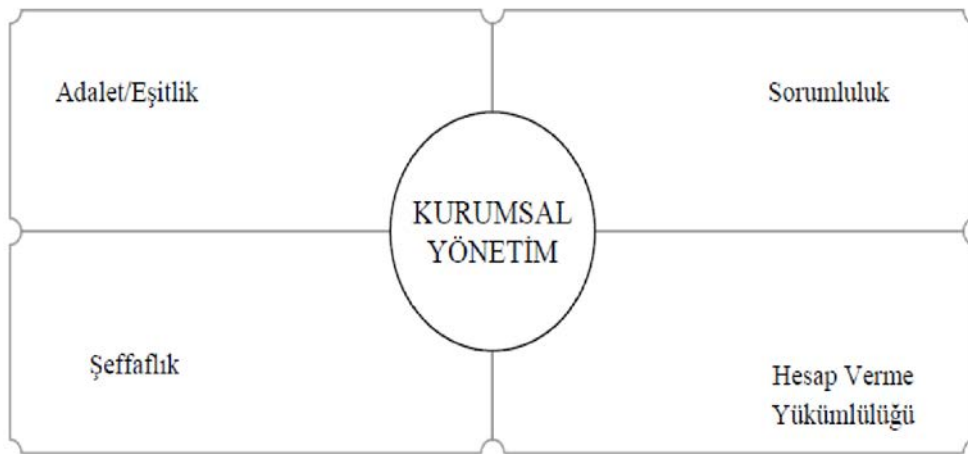 Adalet/Eşitlik
Sorumluluk
KURUMSAL
YÖNETİM
Şeffaflık
Hesap Verme
Yükümlülüğü